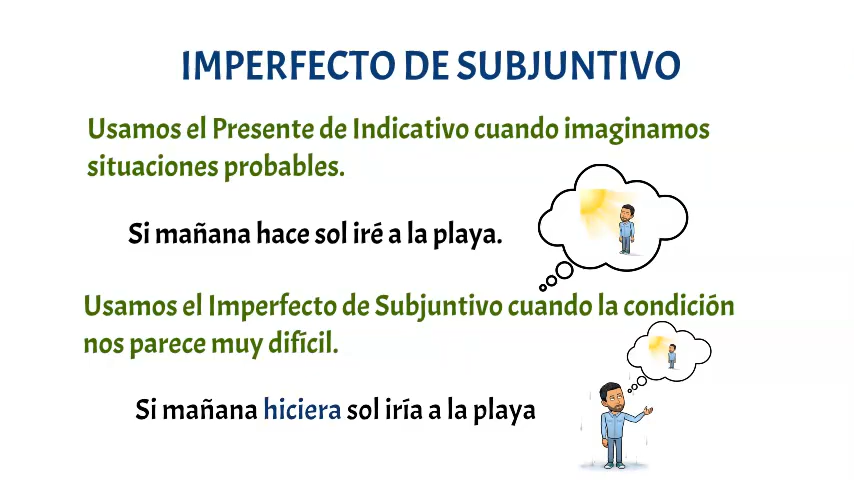 IMPERFECTO DE SUBJUNTIVO
Usamos el Presente de Indicativo cuando imaginamos
situaciones probables.
Si mañana hace sol iré a la playa.
Usamos el Imperfecto de Subjuntivo cuando la condición
nos parece muy difícil.
Si mañana hiciera sol iría a la playa